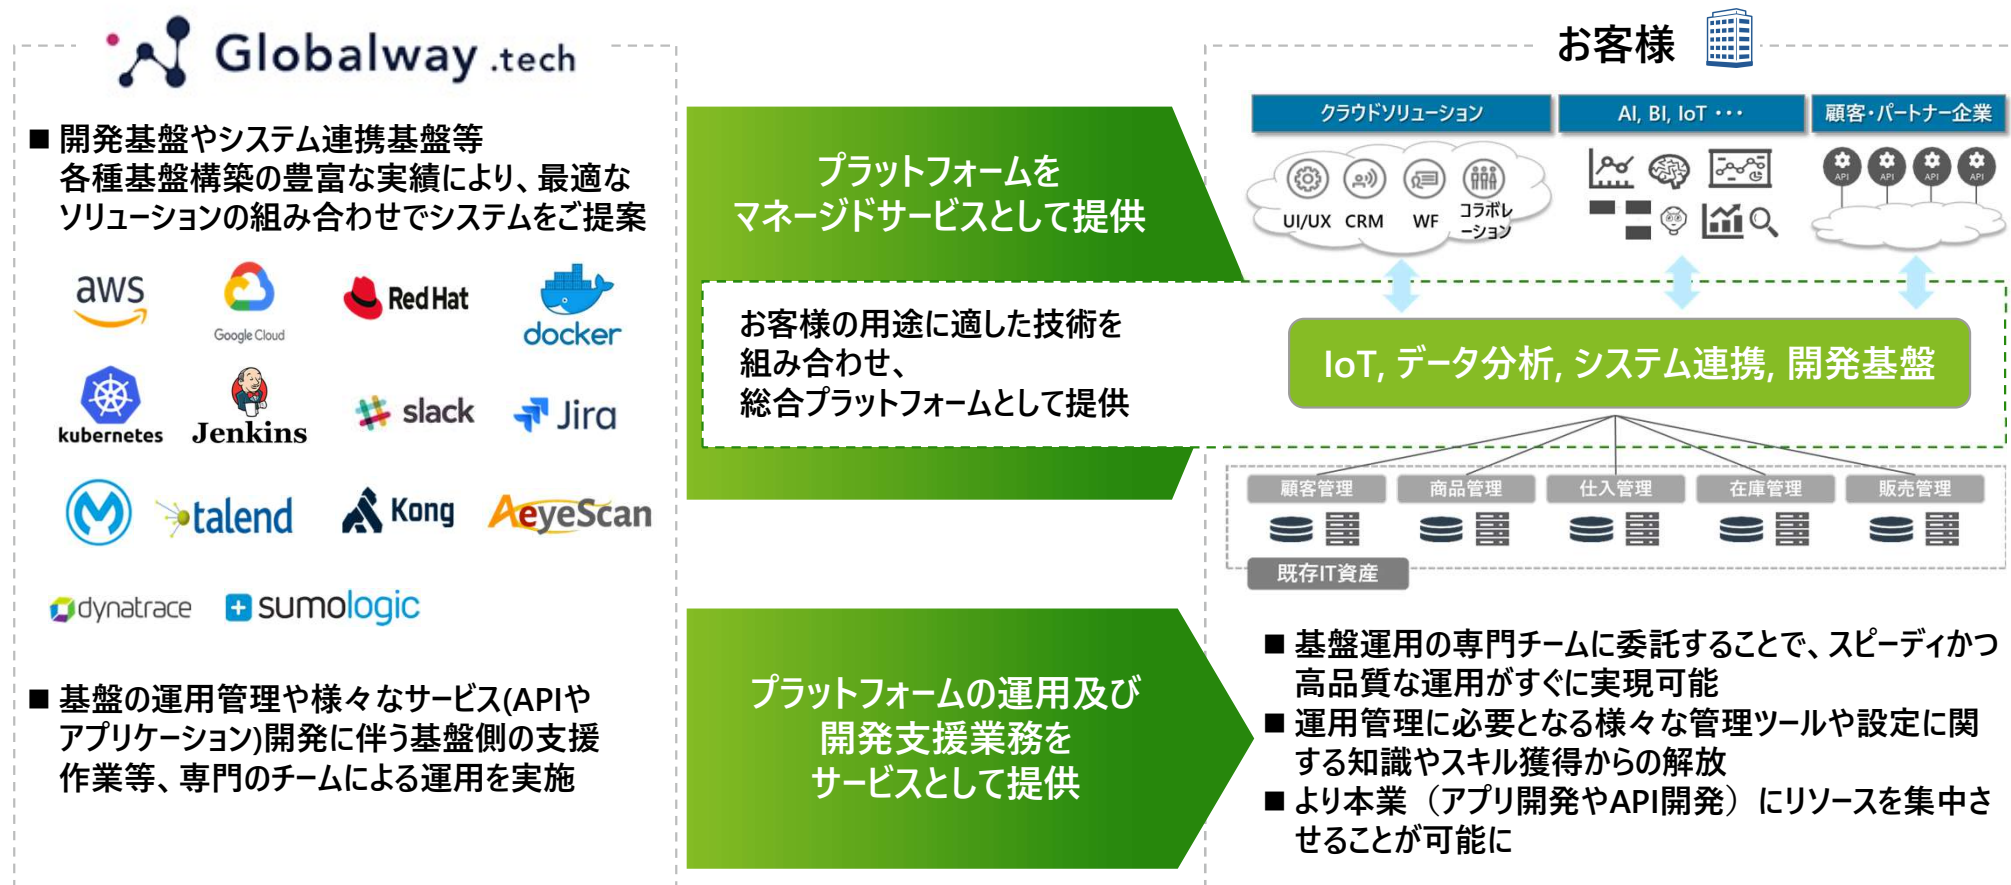 Globalway .tech
■ 開発基盤やシステム連携基盤等
各種基盤構築の豊富な実績により、最適な
ソリューションの組み合わせでシステムをご提案
aws
Google Cloud
Red Hat
docker
kubernetes
Jenkins
slack
Jira
talend
Kong
AeyeScan
dynatrace
sumologic
■ 基盤の運用管理や様々なサービス(APIや
アプリケーション)開発に伴う基盤側の支援
作業等、専門のチームによる運用を実施
プラットフォームを
マネージドサービスとして提供
お客様の用途に適した技術を
組み合わせ、
総合プラットフォームとして提供
プラットフォームの運用及び
開発支援業務を
サービスとして提供
お客様
クラウドソリューション
AI, BI, IoT ・・・
顧客・パートナー企業
UI/UX
CRM
WF
コラボレ
ーション
API
API
API
API
IoT, データ分析, システム連携, 開発基盤
顧客管理
商品管理
仕入管理
在庫管理
販売管理
既存IT資産
■ 基盤運用の専門チームに委託することで、スピーディかつ
高品質な運用がすぐに実現可能
■ 運用管理に必要となる様々な管理ツールや設定に関
する知識やスキル獲得からの解放
■ より本業（アプリ開発やAPI開発）にリソースを集中さ
せることが可能に